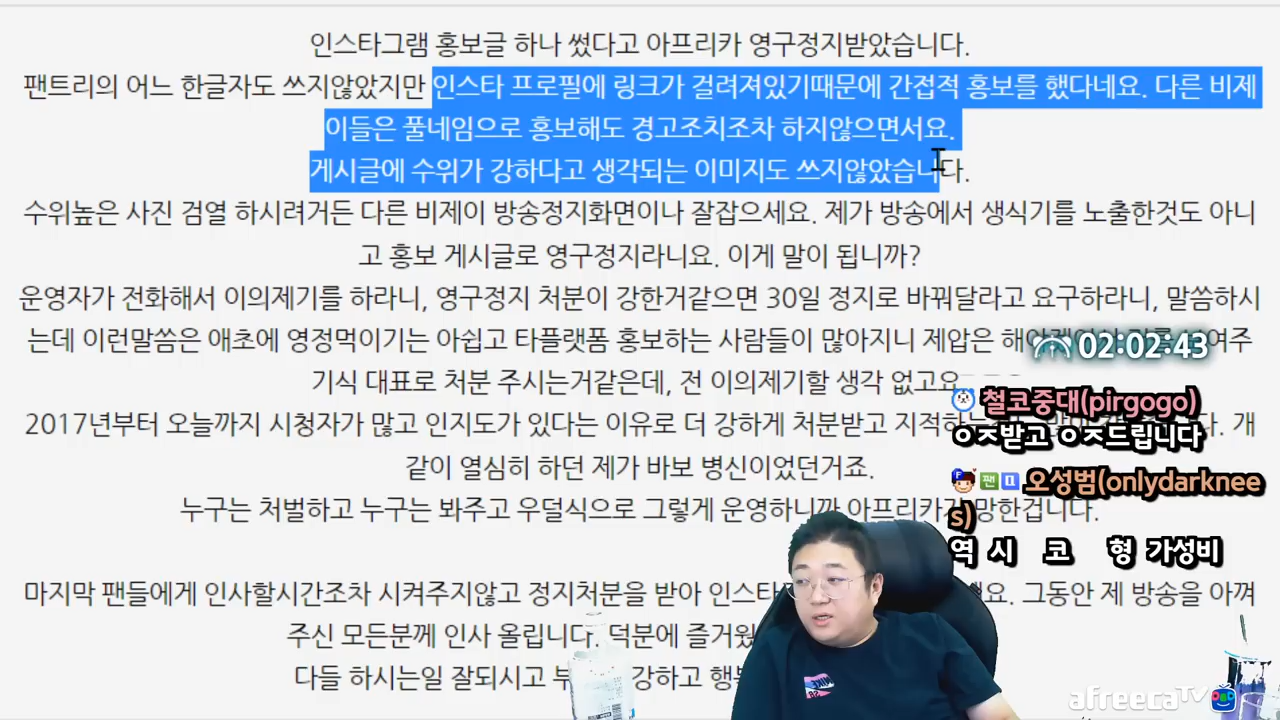 인스타그램 홍보글 하나 썼다고 아프리카 영구정지받았습니다.
팬트리의 어느 한글자도 쓰지않았지만 인스타 프로필에 링크가 걸려져있기때문에 간접적 홍보를 했다네요. 다른 비제
이들은 풀네임으로 홍보해도 경고조치조차 하지않으면서요.
게시글에 수위가 강하다고 생각되는 이미지도 쓰지않았습니다.
수위높은 사진 검열 하시려거든 다른 비제이 방송정지화면이나 잘잡으세요. 제가 방송에서 생식기를 노출한것도 아니
고 홍보 게시글로 영구정지라니요. 이게 말이 됩니까?
운영자가 전화해서 이의제기를 하라니, 영구정지 처분이 강한거같으면 30일 정지로 바꿔달라고 요구하라니, 말씀하시
는데 이런말씀은 애초에 영정먹이기는 아쉽고 타플랫폼 홍보하는 사람들이 많아지니 제압은 여주
02:02:43
기식 대표로 처분 주시는거같은데, 전 이의제기할 생각 없고요
철코중대(pirgogo)
2017년부터 오늘까지 시청자가 많고 인지도가 있다는 이유로 더 강하게 처분받고 개
ㅇㅈ받고 ㅇㅈ드립니다
같이 열심히 하던 제가 바보 병신이었던거죠.
오성범(onlydarknee
s)
누구는 처벌하고 누구는 봐주고 우덜식으로 그렇게 운영하니까 망한겁니다.
역 시 코 형 가성비
마지막 팬들에게 인사할시간조차 시켜주지않고 정지처분을 받아 그동안 제 방송을 아껴
주신 모든분께 인사 올립니다. 덕분에
다들 하시는일 잘되시고
afreecaTV